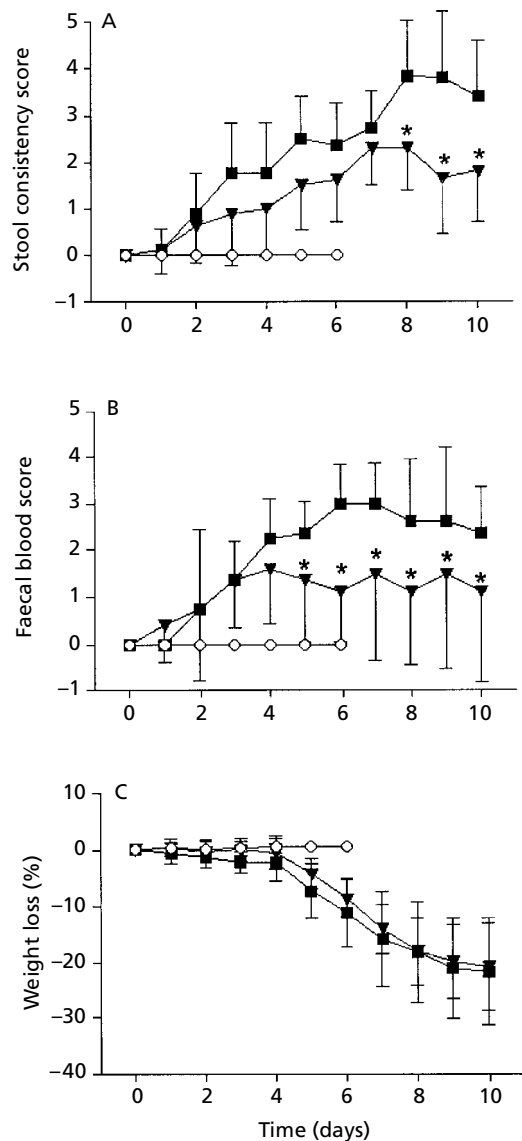 A
Stool consistency score
5
4
3
2
1
0
−1
0 2 4 6 8 10
* * *
B
Faecal blood score
5
4
3
2
1
0
−1
0 2 4 6 8 10
* * * * * *
C
Weight loss (%)
10
0
−10
−20
−30
−40
0 2 4 6 8 10
Time (days)